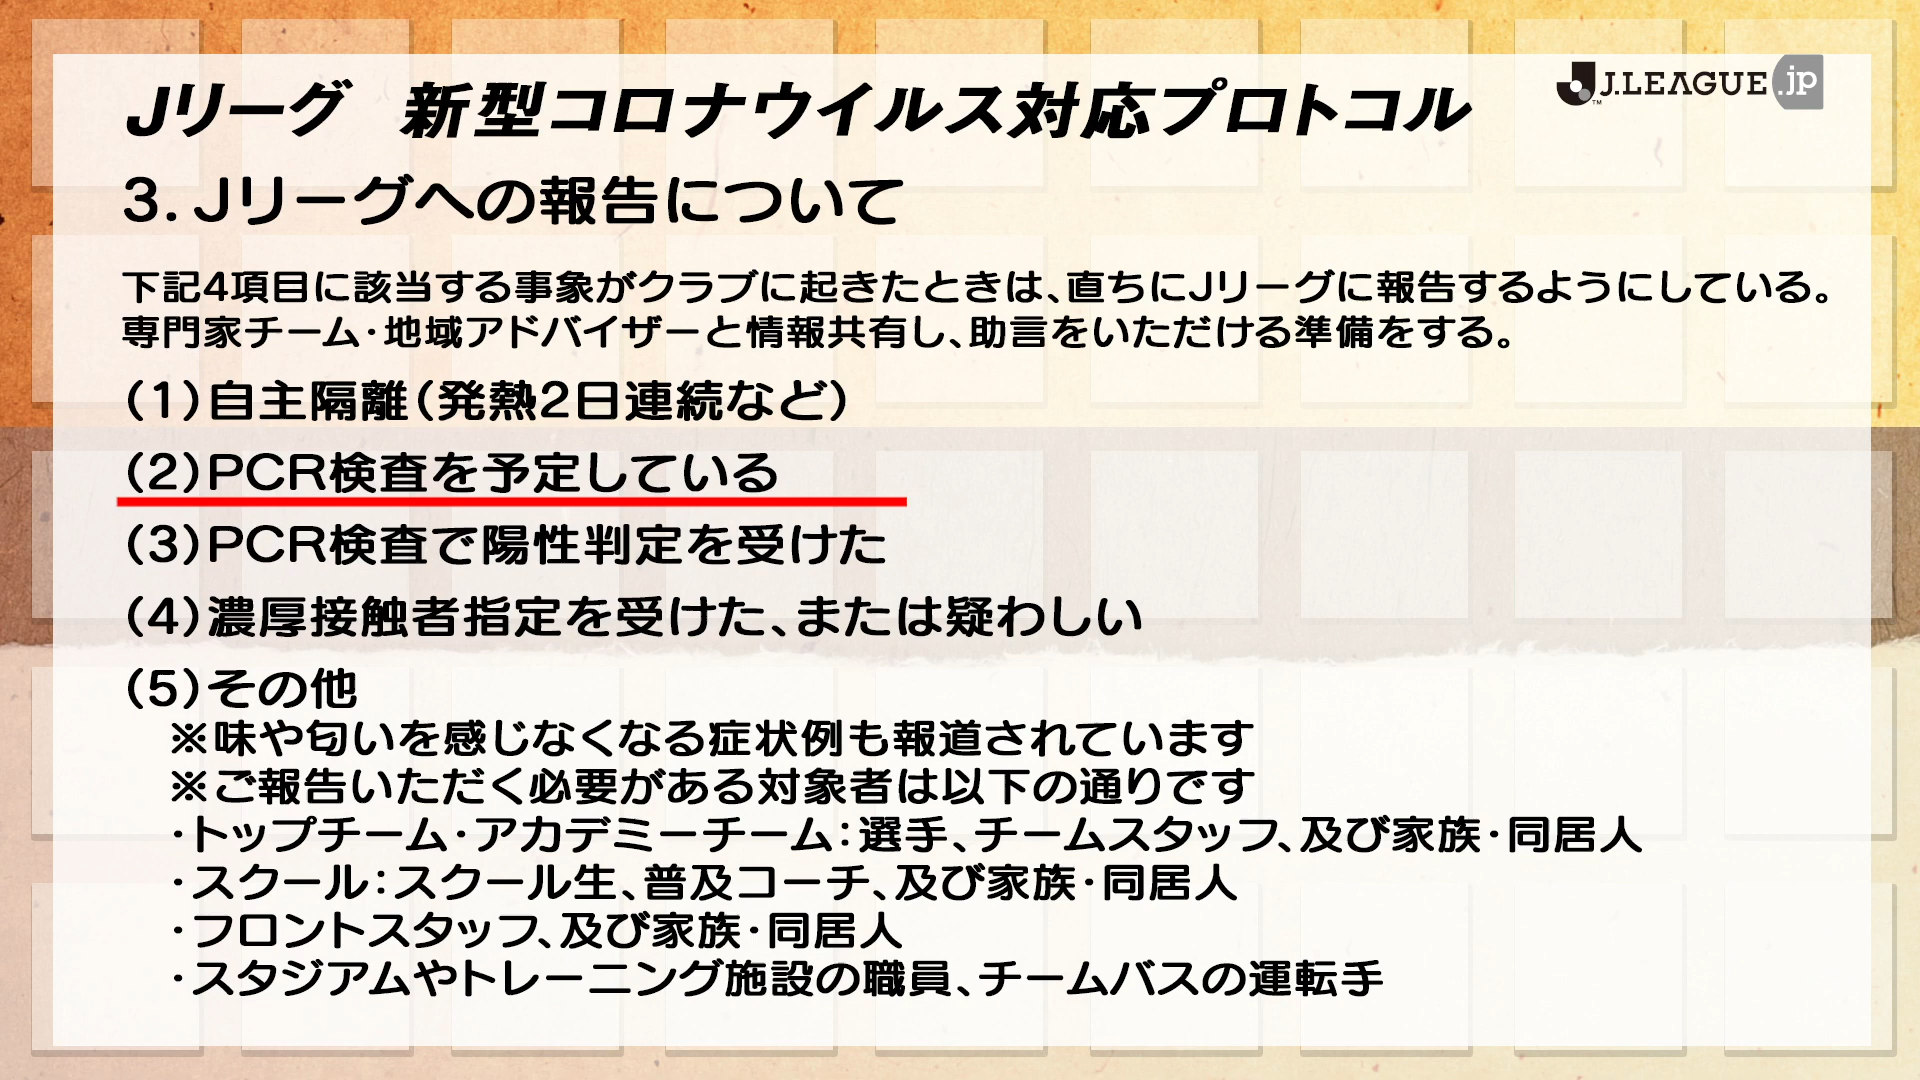 Jリーグ 新型コロナウイルス対応プロトコル
J.LEAGUE.jp
TM
3．Jリーグへの報告について
下記4項目に該当する事象がクラブに起きたときは、直ちにJリーグに報告するようにしている。
専門家チーム・地域アドバイザーと情報共有し、助言をいただける準備をする。
（1）自主隔離（発熱2日連続など）
（2）PCR検査を予定している
（3）PCR検査で陽性判定を受けた
（4）濃厚接触者指定を受けた、または疑わしい
（5）その他
※味や匂いを感じなくなる症状例も報道されています
※ご報告いただく必要がある対象者は以下の通りです
・トップチーム・アカデミーチーム：選手、チームスタッフ、及び家族・同居人
・スクール：スクール生、普及コーチ、及び家族・同居人
・フロントスタッフ、及び家族・同居人
・スタジアムやトレーニング施設の職員、チームバスの運転手